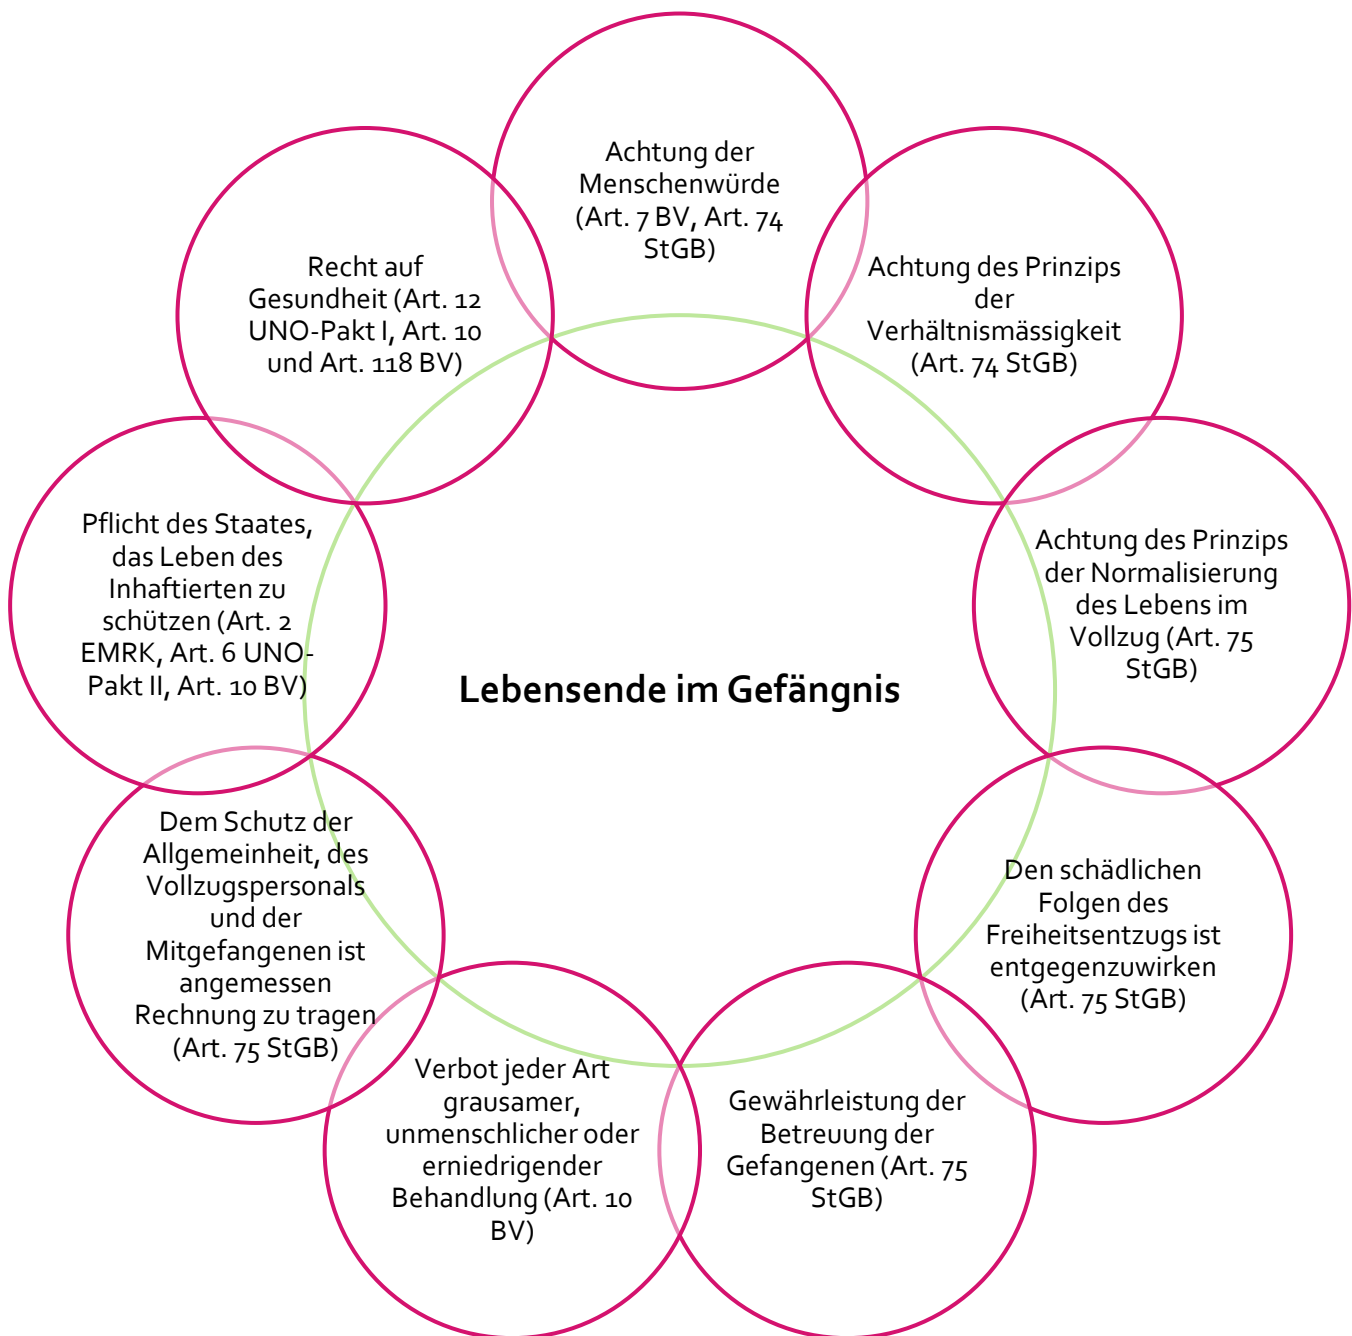 Achtung der
Menschenwürde
(Art. 7 BV, Art. 74
StGB)
Achtung des Prinzips
der
Verhältnismässigkeit
(Art. 74 StGB)
Achtung des Prinzips
der Normalisierung
des Lebens im
Vollzug (Art. 75
StGB)
Den schädlichen
Folgen des
Freiheitsentzugs ist
entgegenzuwirken
(Art. 75 StGB)
Gewährleistung der
Betreuung der
Gefangenen (Art. 75
StGB)
Verbot jeder Art
grausamer,
unmenschlicher oder
erniedrigender
Behandlung (Art. 10
BV)
Dem Schutz der
Allgemeinheit, des
Vollzugspersonals
und der
Mitgefangenen ist
angemessen
Rechnung zu tragen
(Art. 75 StGB)
Pflicht des Staates,
das Leben des
Inhaftierten zu
schützen (Art. 2
EMRK, Art. 6 UNO-
Pakt II, Art. 10 BV)
Recht auf
Gesundheit (Art. 12
UNO-Pakt I, Art. 10
und Art. 118 BV)
Lebensende im Gefängnis